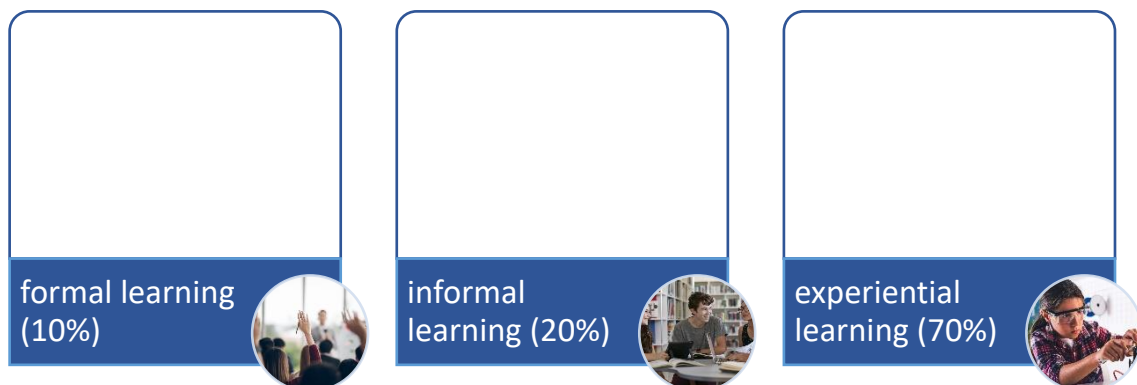 formal learning
(10%)
informal
learning (20%)
experiential
learning (70%)